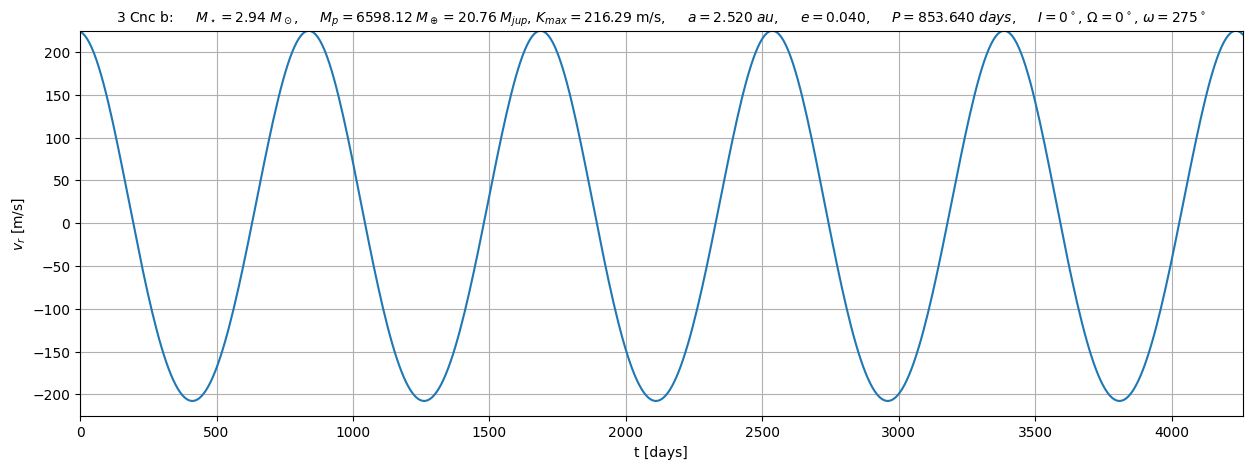 3 Cnc b: M⋆ = 2.94 M⊙, Mₚ = 6598.12 M⊕ = 20.76 Mⱼᵤₚ, Kₘₐₓ = 216.29 m/s, a = 2.520 au, e = 0.040, P = 853.640 days, I = 0°, Ω = 0°, ω = 275°
200
150
100
50
0
−50
−100
−150
−200
vᵣ [m/s]
0 500 1000 1500 2000 2500 3000 3500 4000
t [days]